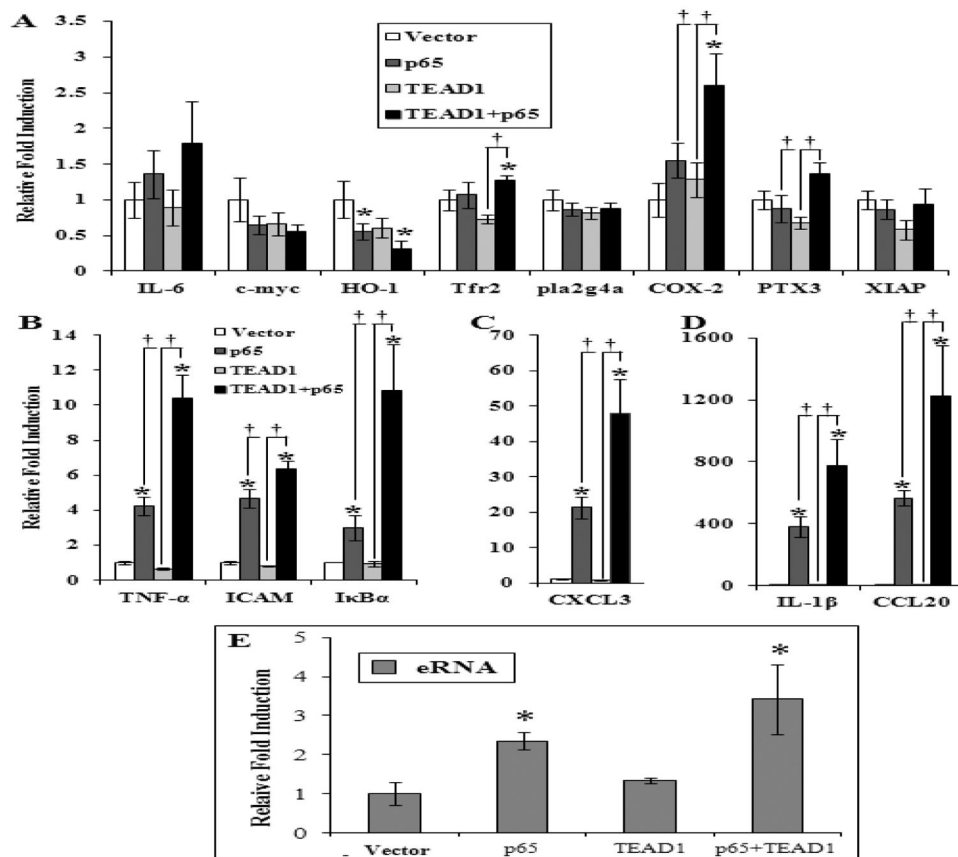 A
3.5
3
2.5
2
1.5
1
0.5
0
Relative Fold Induction
Vector
p65
TEAD1
TEAD1+p65
† †
*
†
*
* *
† †
IL-6 c-myc HO-1 Tfr2 pla2g4a COX-2 PTX3 XIAP
B
14
12
10
8
6
4
2
0
Relative Fold Induction
Vector
p65
TEAD1
TEAD1+p65
† †
* *
† †
* *
† †
* *
TNF-α ICAM IκBα
C
70
60
50
40
30
20
10
0
† †
* *
CXCL3
D
1600
1200
800
400
0
† †
* *
† †
* *
IL-1β CCL20
E
5
4
3
2
1
0
Relaive Fold Induction
eRNA
* *
Vector p65 TEAD1 p65+TEAD1